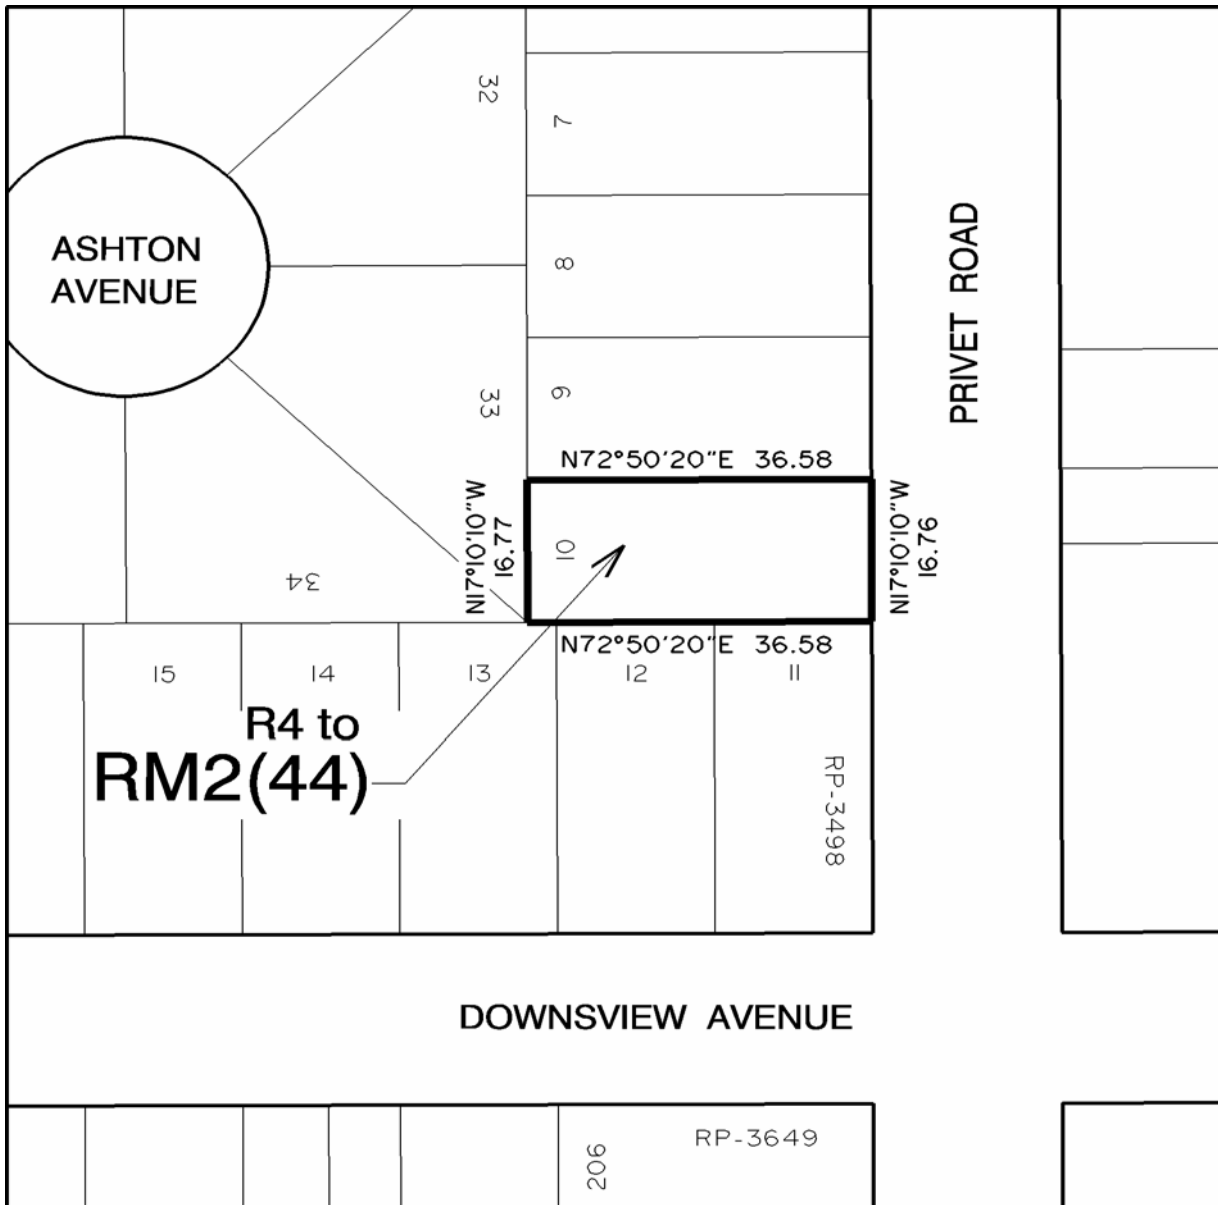 32
7
ASHTON
AVENUE
8
PRIVET ROAD
33
9
N72°50'20"E 36.58
N17°01'01"W
16.77
10
N17°10'10"W
16.76
34
N72°50'20"E 36.58
15
14
13
12
11
R4 to
RM2(44)
RP-3498
DOWNSVIEW AVENUE
RP-3649
206